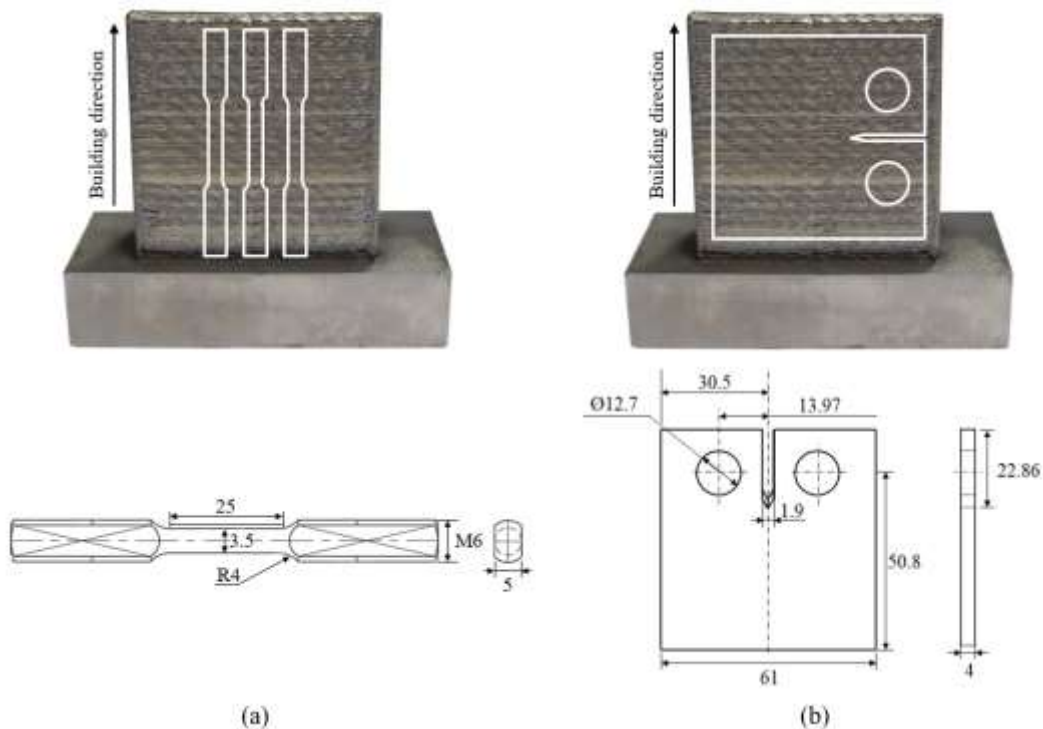 Building direction
Building direction
25
3.5
M6
R4
5
30.5
Ø12.7
13.97
1.9
22.86
50.8
61
4
(a)
(b)